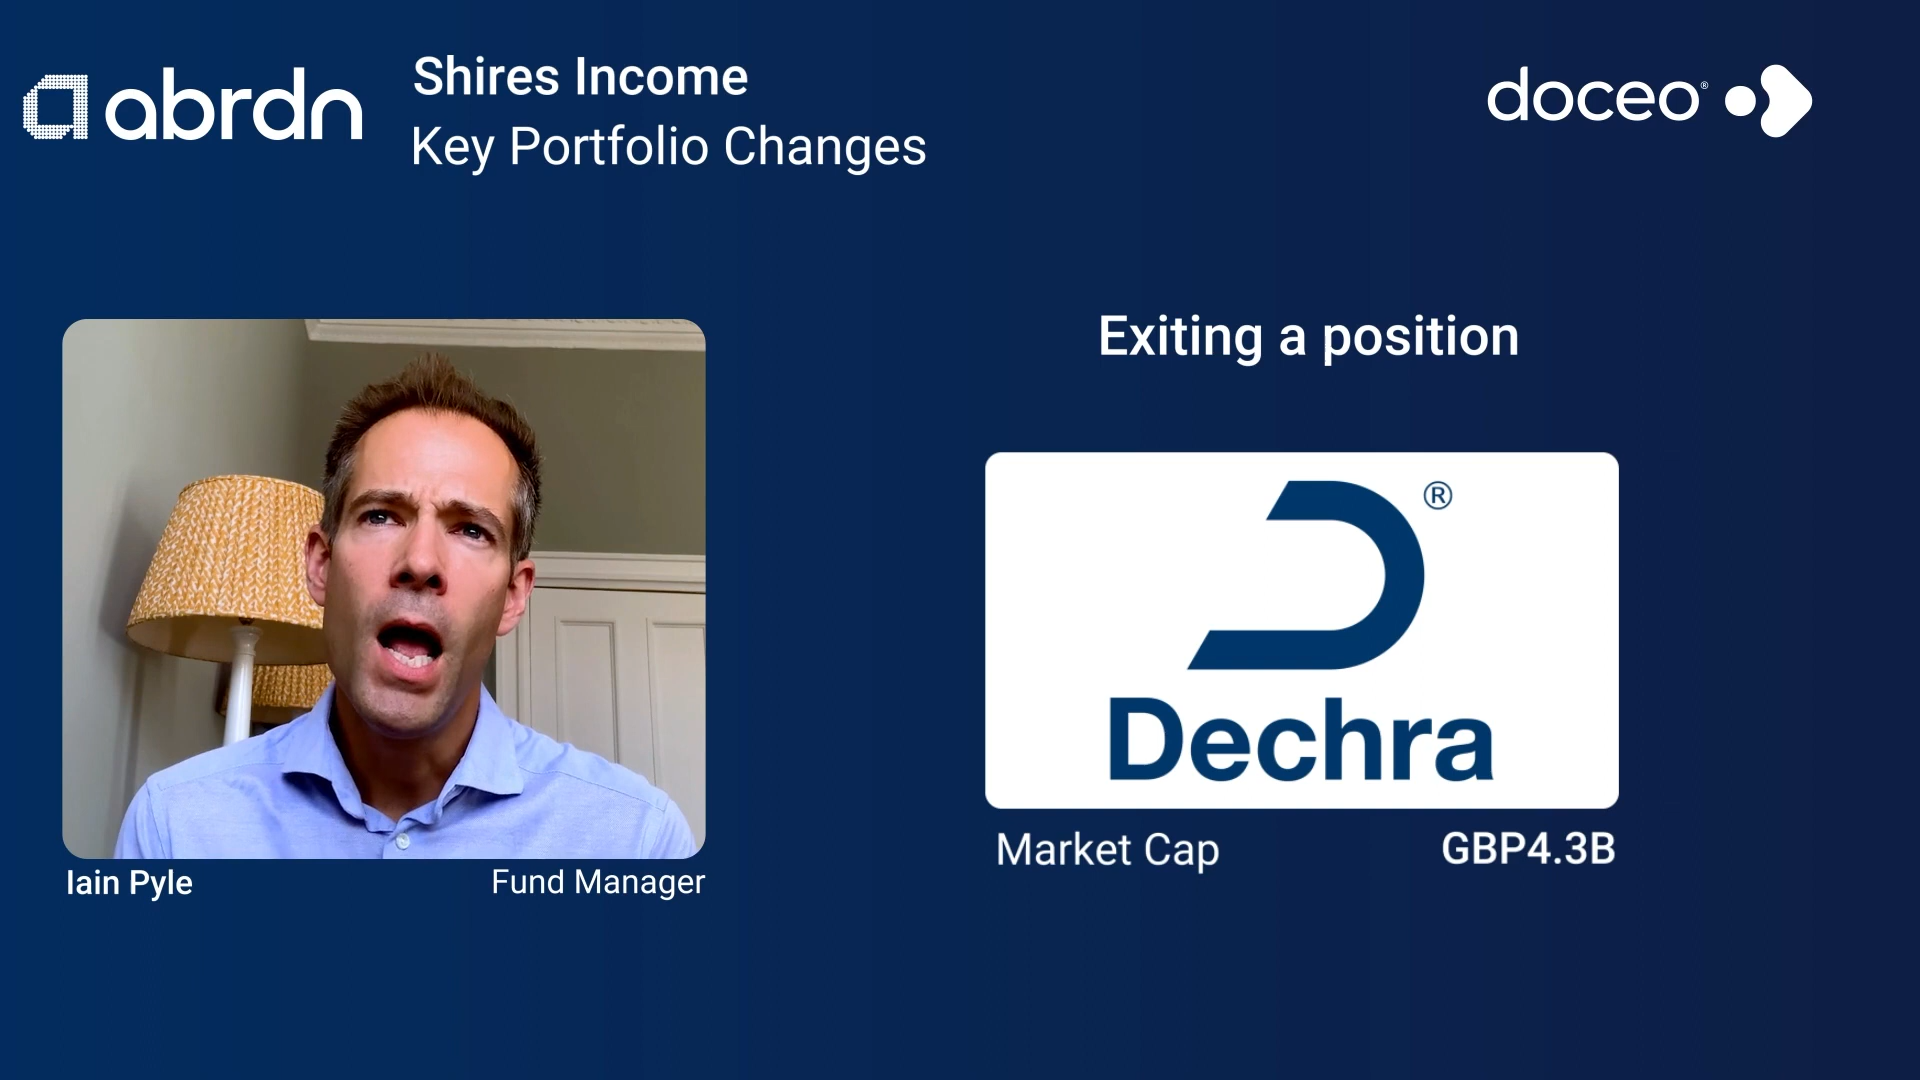 abrdn
Shires Income
Key Portfolio Changes
doceo®
Exiting a position
®
Dechra
Market Cap GBP4.3B
Iain Pyle Fund Manager